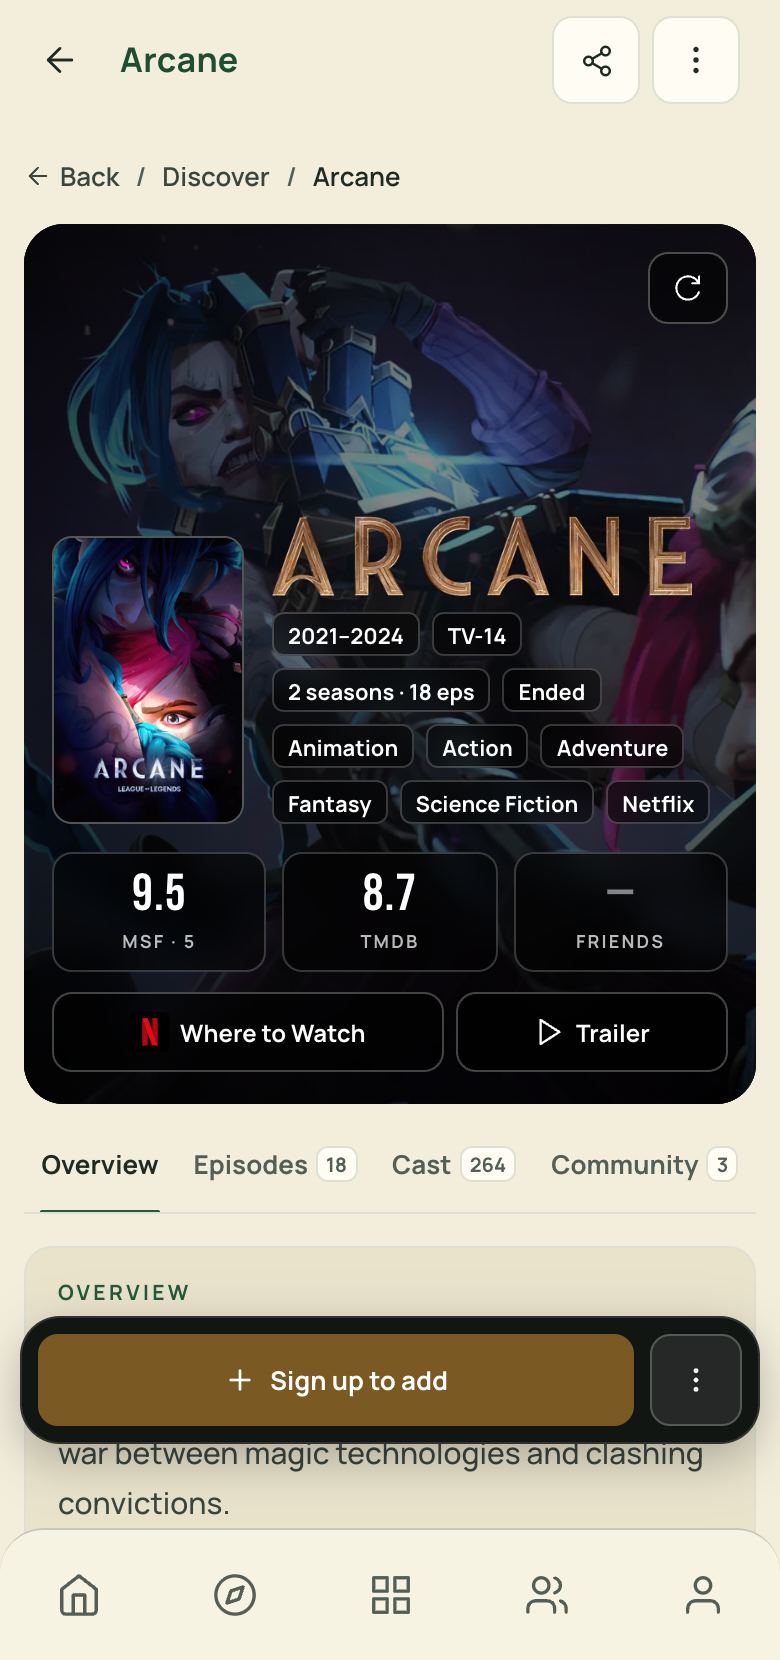 Arcane
Back / Discover / Arcane
ARCANE
2021–2024 TV-14
2 seasons · 18 eps Ended
Animation Action Adventure
Fantasy Science Fiction Netflix
ARCANE
LEAGUE OF LEGENDS
9.5 8.7 —
MSF · 5 TMDB FRIENDS
N Where to Watch Trailer
Overview Episodes 18 Cast 264 Community 3
OVERVIEW
+ Sign up to add
war between magic technologies and clashing
convictions.